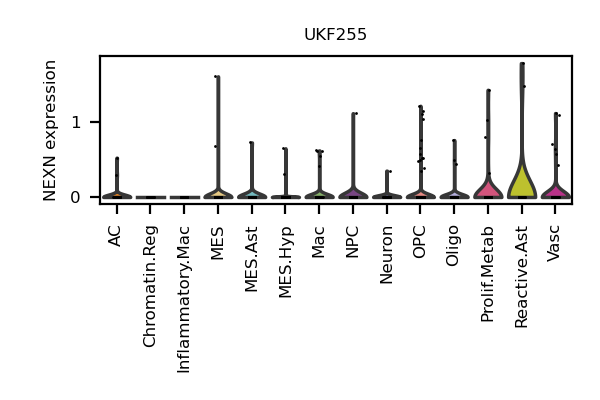 UKF255
NEXN expression
1
0
AC
Chromatin.Reg
Inflammatory.Mac
MES
MES.Ast
MES.Hyp
Mac
NPC
Neuron
OPC
Oligo
Prolif.Metab
Reactive.Ast
Vasc